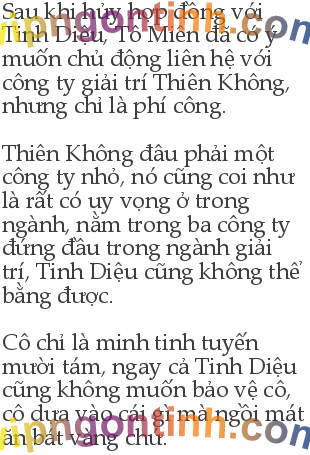 Sau khi hủy hợp đồng với
Tinh Diệu, Tô Miên đã có ý
muốn chủ động liên hệ với
công ty giải trí Thiên Không,
nhưng chỉ là phí công.
Thiên Không đâu phải một
công ty nhỏ, nó cũng coi như
là rất có uy vọng ở trong
ngành, nằm trong ba công ty
đứng đầu trong ngành giải
trí, Tinh Diệu cũng không thể
bằng được.
Cô chỉ là minh tinh tuyến
mười tám, ngay cả Tinh Diệu
cũng không muốn bảo vệ cô,
cô dựa vào cái gì mà ngồi mát
ăn bát vàng chứ.